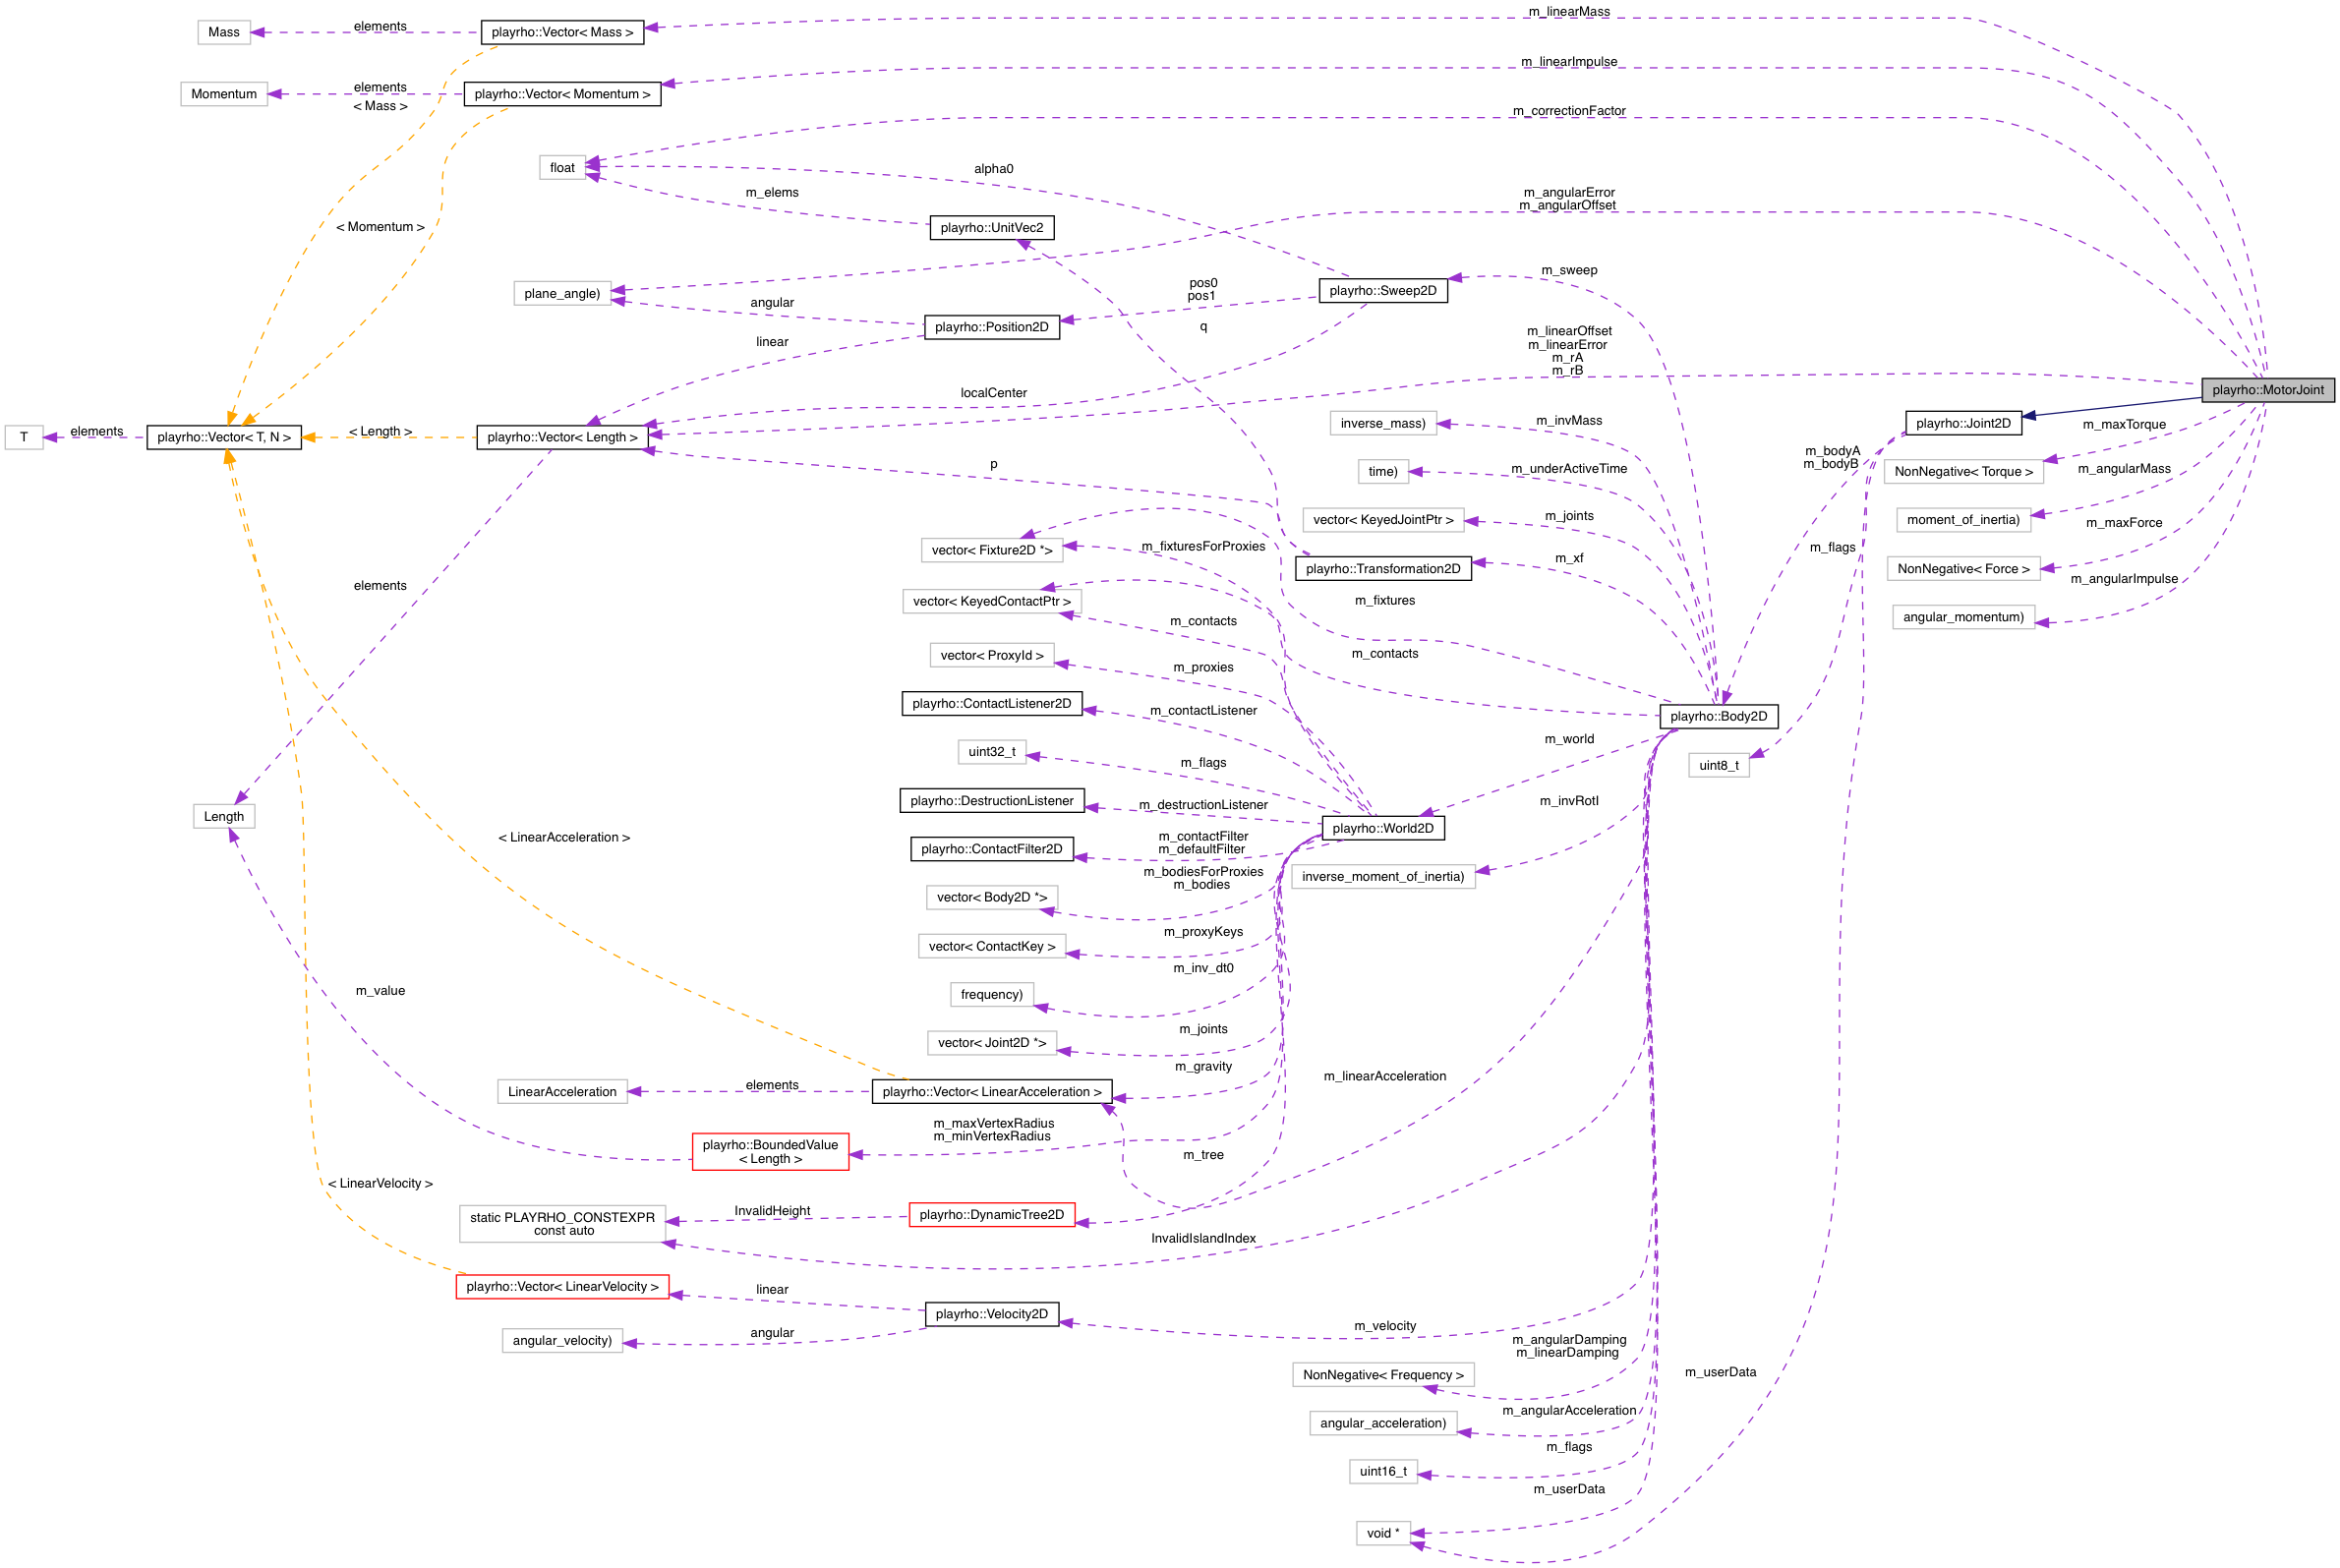 m_linearMass
Mass
elements
playrho::Vector< Mass >
m_linearImpulse
Momentum
elements
playrho::Vector< Momentum >
< Mass >
m_correctionFactor
float
alpha0
m_elems
m_angularError
m_angularOffset
playrho::UnitVec2
< Momentum >
m_sweep
plane_angle)
angular
pos0
pos1
playrho::Sweep2D
playrho::Position2D
q
linear
m_linearOffset
m_linearError
m_rA
m_rB
localCenter
playrho::MotorJoint
T
elements
playrho::Vector< T, N >
< Length >
playrho::Vector< Length >
inverse_mass)
m_invMass
playrho::Joint2D
m_maxTorque
p
time)
m_underActiveTime
m_bodyA
m_bodyB
NonNegative< Torque >
m_angularMass
vector< KeyedJointPtr >
m_joints
moment_of_inertia)
m_maxForce
vector< Fixture2D *>
m_fixturesForProxies
playrho::Transformation2D
m_xf
m_flags
NonNegative< Force >
m_angularImpulse
elements
vector< KeyedContactPtr >
m_fixtures
angular_momentum)
m_contacts
vector< ProxyId >
m_proxies
m_contacts
playrho::ContactListener2D
m_contactListener
playrho::Body2D
uint32_t
m_flags
m_world
uint8_t
playrho::DestructionListener
m_destructionListener
m_invRotI
Length
playrho::World2D
< LinearAcceleration >
playrho::ContactFilter2D
m_contactFilter
m_defaultFilter
m_bodiesForProxies
m_bodies
inverse_moment_of_inertia)
vector< Body2D *>
vector< ContactKey >
m_proxyKeys
m_value
frequency)
m_inv_dt0
vector< Joint2D *>
m_joints
m_gravity
m_linearAcceleration
LinearAcceleration
elements
playrho::Vector< LinearAcceleration >
m_maxVertexRadius
m_minVertexRadius
playrho::BoundedValue
< Length >
m_tree
< LinearVelocity >
static PLAYRHO_CONSTEXPR
const auto
InvalidHeight
playrho::DynamicTree2D
InvalidIslandIndex
playrho::Vector< LinearVelocity >
linear
playrho::Velocity2D
angular_velocity)
angular
m_velocity
m_angularDamping
m_linearDamping
NonNegative< Frequency >
m_userData
angular_acceleration)
m_angularAcceleration
m_flags
uint16_t
m_userData
void *